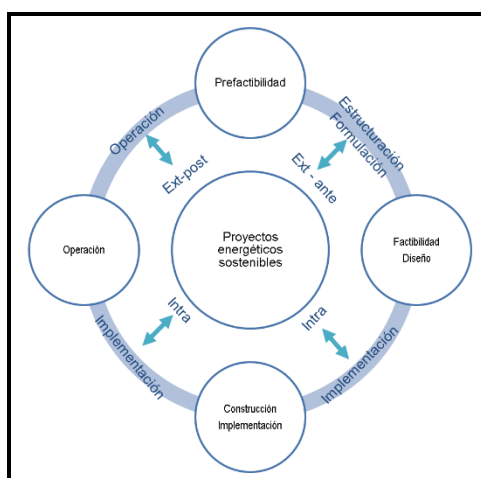 Prefactibilidad
Operación
Estructuración
Formulación
Ext-post
Ext - ante
Operación
Proyectos
energéticos
sostenibles
Factibilidad
Diseño
Intra
Intra
Implementación
Implementación
Construcción
Implementación